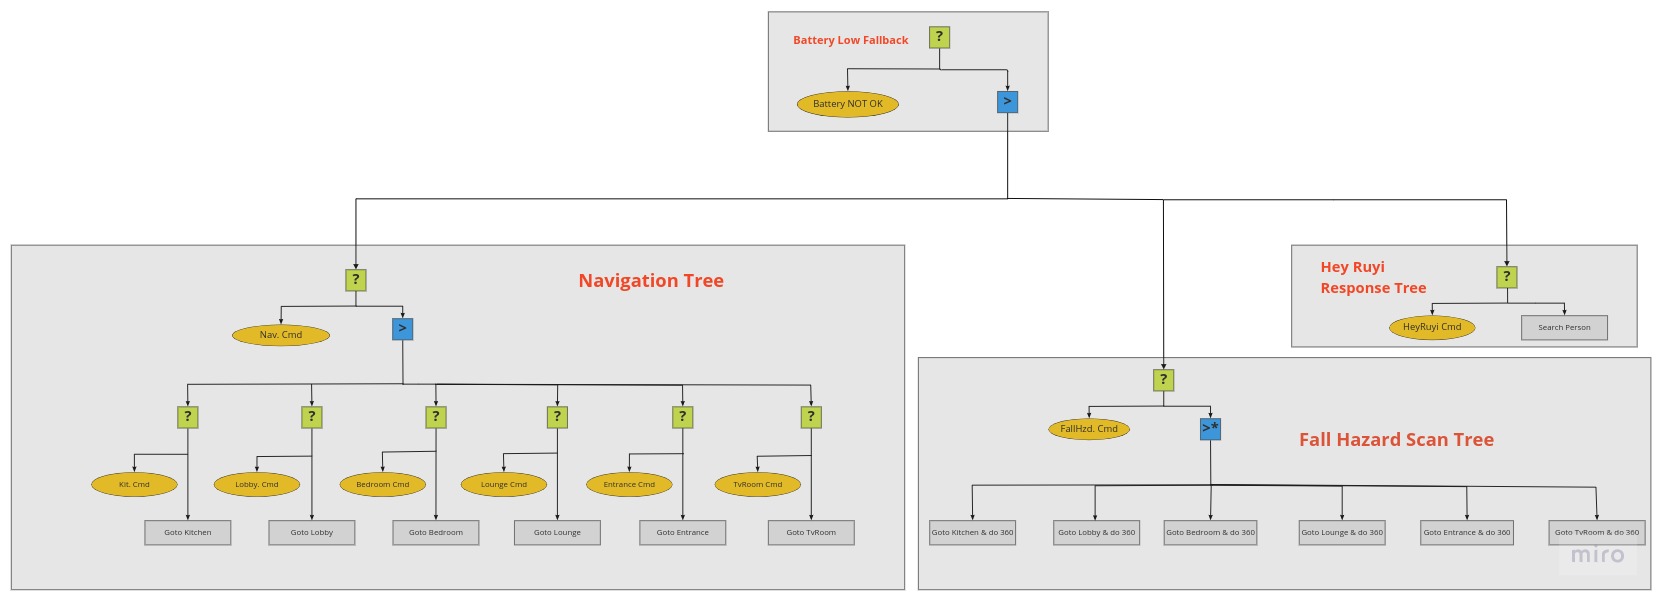 Battery Low Fallback
?
Battery NOT OK
>
?
Navigation Tree
Nav. Cmd
>
?
?
?
?
?
?
Kit. Cmd
Lobby. Cmd
Bedroom Cmd
Lounge Cmd
Entrance Cmd
TvRoom Cmd
Goto Kitchen
Goto Lobby
Goto Bedroom
Goto Lounge
Goto Entrance
Goto TvRoom
Hey Ruyi
Response Tree
?
HeyRuyi Cmd
Search Person
?
FallHzd. Cmd
>*
Fall Hazard Scan Tree
Goto Kitchen & do 360
Goto Lobby & do 360
Goto Bedroom & do 360
Goto Lounge & do 360
Goto Entrance & do 360
Goto TvRoom & do 360
miro